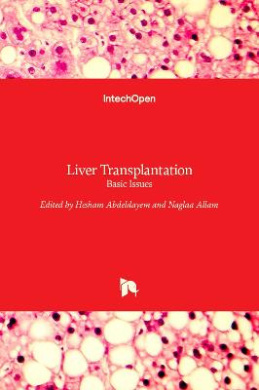 IntechOpen
Liver Transplantation
Basic Issues
Edited by Hesham Abdeldayem and Naglaa Allam